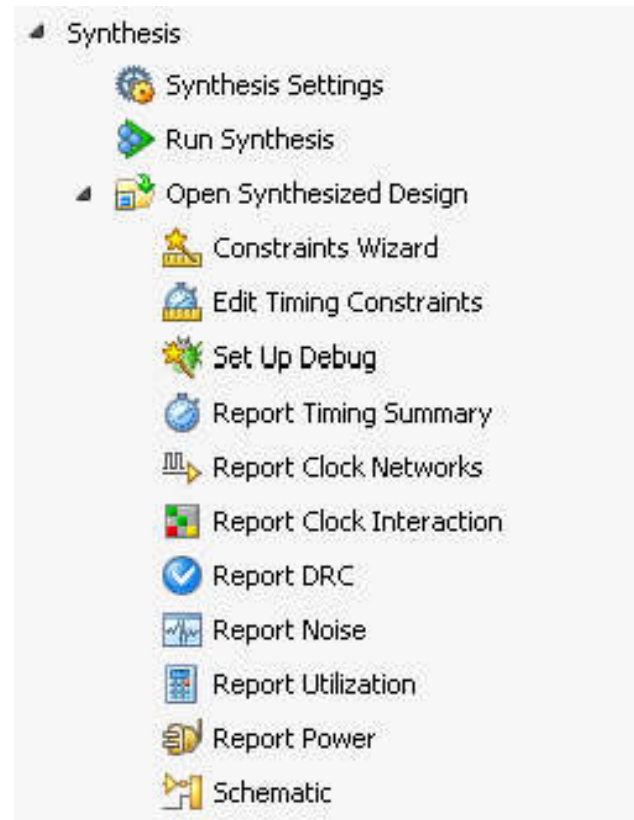 Synthesis
Synthesis Settings
Run Synthesis
Open Synthesized Design
Constraints Wizard
Edit Timing Constraints
Set Up Debug
Report Timing Summary
Report Clock Networks
Report Clock Interaction
Report DRC
Report Noise
Report Utilization
Report Power
Schematic